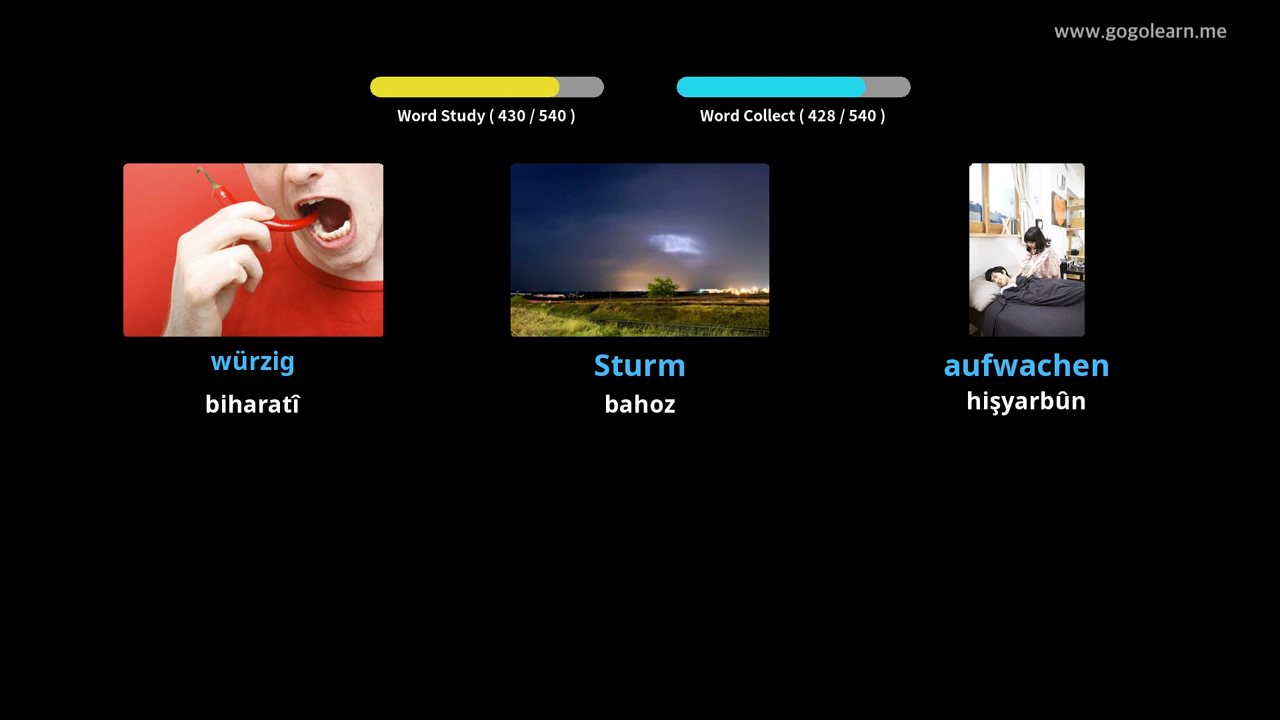 www.gogolearn.me
Word Study ( 430 / 540 )
Word Collect ( 428 / 540 )
würzig
biharatî
Sturm
bahoz
aufwachen
hişyarbûn